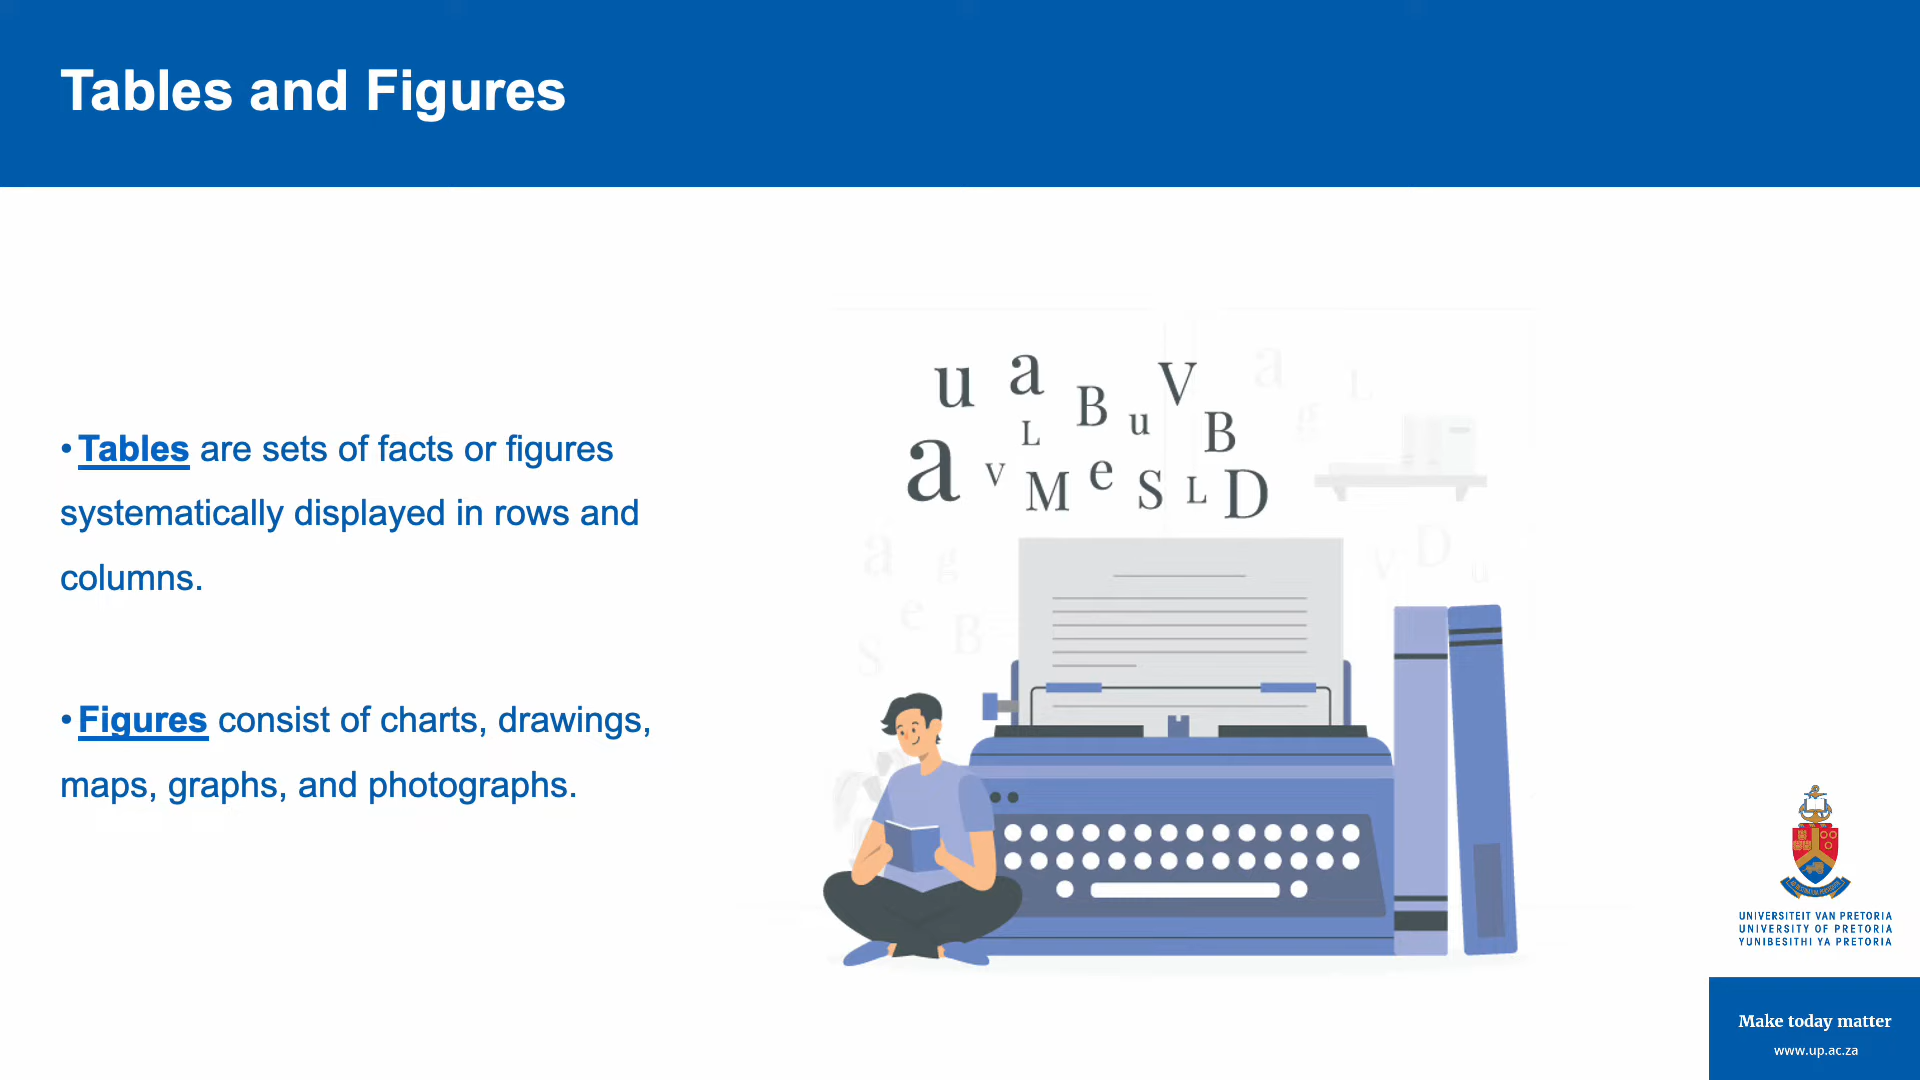 Tables and Figures
• Tables are sets of facts or figures
systematically displayed in rows and
columns.
• Figures consist of charts, drawings,
maps, graphs, and photographs.
u a B u V
L B
a v M e S L D
a L
g
a g V D u
e B
S
UNIVERSITEIT VAN PRETORIA
UNIVERSITY OF PRETORIA
YUNIBESITHI YA PRETORIA
Make today matter
www.up.ac.za